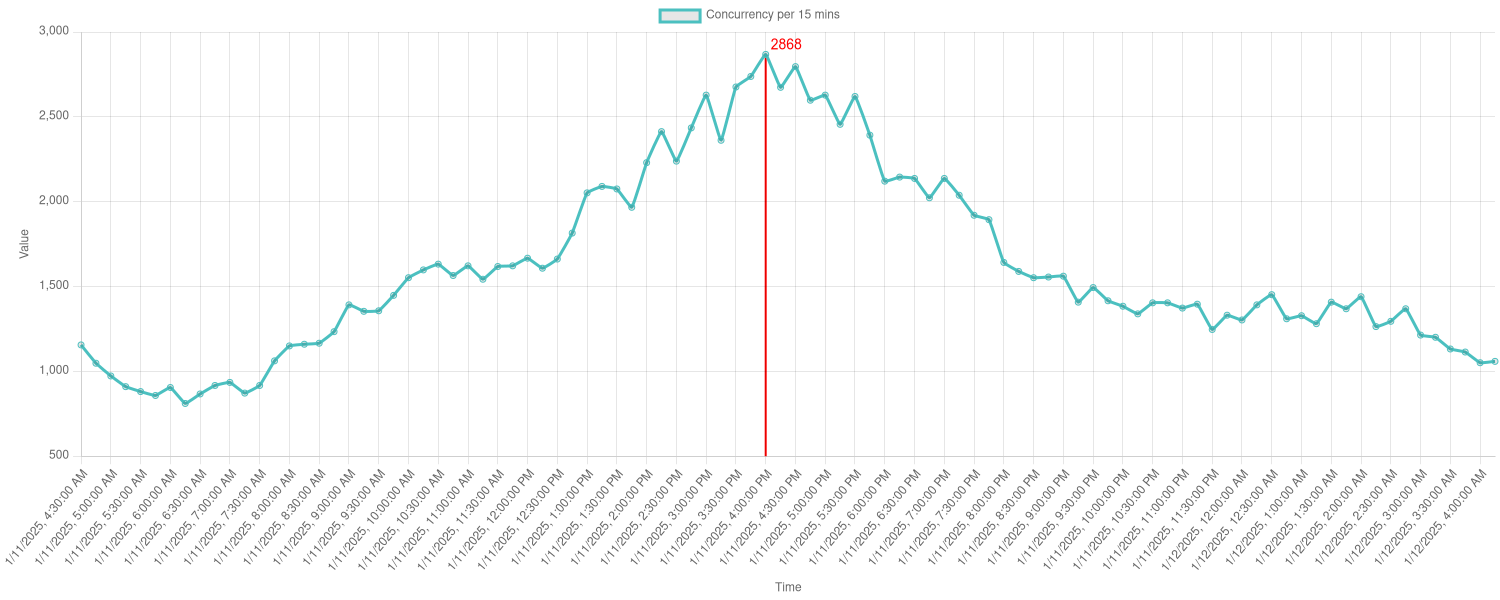 Concurrency per 15 mins
3,000
2868
2,500
2,000
Value
1,500
1,000
500
1/11/2025, 4:30:00 AM
1/11/2025, 5:00:00 AM
1/11/2025, 5:30:00 AM
1/11/2025, 6:00:00 AM
1/11/2025, 6:30:00 AM
1/11/2025, 7:00:00 AM
1/11/2025, 7:30:00 AM
1/11/2025, 8:00:00 AM
1/11/2025, 8:30:00 AM
1/11/2025, 9:00:00 AM
1/11/2025, 9:30:00 AM
1/11/2025, 10:00:00 AM
1/11/2025, 10:30:00 AM
1/11/2025, 11:00:00 AM
1/11/2025, 11:30:00 AM
1/11/2025, 12:00:00 PM
1/11/2025, 12:30:00 PM
1/11/2025, 1:00:00 PM
1/11/2025, 1:30:00 PM
1/11/2025, 2:00:00 PM
1/11/2025, 2:30:00 PM
1/11/2025, 3:00:00 PM
1/11/2025, 3:30:00 PM
1/11/2025, 4:00:00 PM
1/11/2025, 4:30:00 PM
1/11/2025, 5:00:00 PM
1/11/2025, 5:30:00 PM
1/11/2025, 6:00:00 PM
1/11/2025, 6:30:00 PM
1/11/2025, 7:00:00 PM
1/11/2025, 7:30:00 PM
1/11/2025, 8:00:00 PM
1/11/2025, 8:30:00 PM
1/11/2025, 9:00:00 PM
1/11/2025, 9:30:00 PM
1/11/2025, 10:00:00 PM
1/11/2025, 10:30:00 PM
1/11/2025, 11:00:00 PM
1/11/2025, 11:30:00 PM
1/12/2025, 12:00:00 AM
1/12/2025, 12:30:00 AM
1/12/2025, 1:00:00 AM
1/12/2025, 1:30:00 AM
1/12/2025, 2:00:00 AM
1/12/2025, 2:30:00 AM
1/12/2025, 3:00:00 AM
1/12/2025, 3:30:00 AM
1/12/2025, 4:00:00 AM
Time